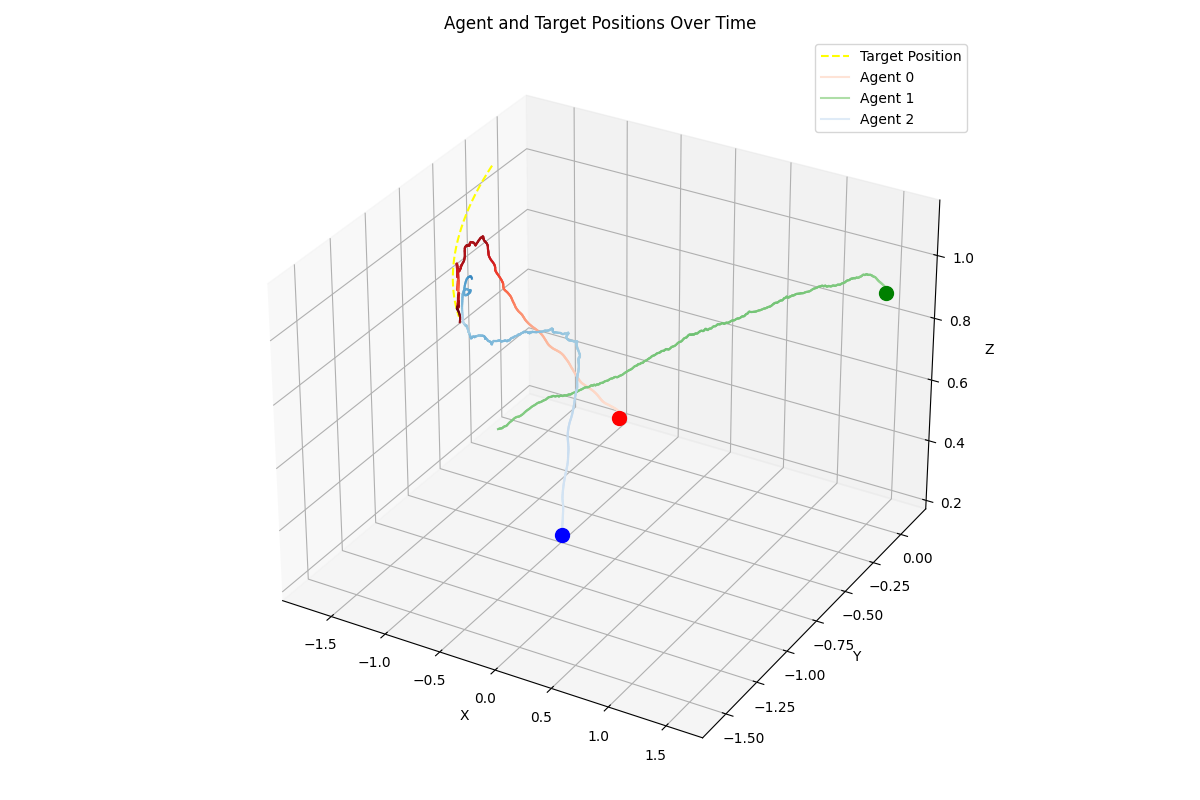 Agent and Target Positions Over Time
Target Position
Agent 0
Agent 1
Agent 2
1.0
0.8
Z
0.6
0.4
0.2
0.00
−0.25
−0.50
−0.75
Y
−1.00
−1.25
−1.50
−1.5
−1.0
−0.5
0.0
X
0.5
1.0
1.5